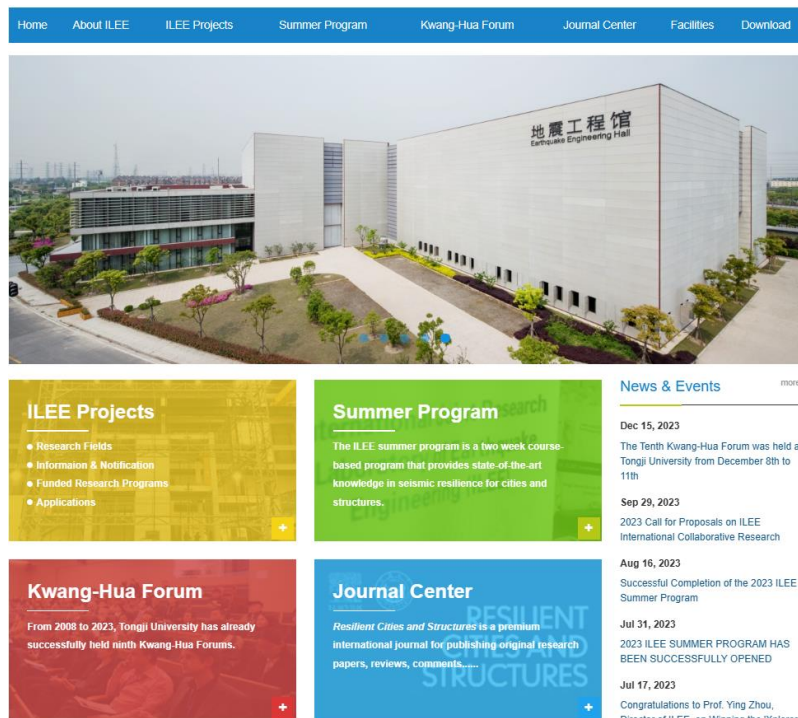 Home About ILEE ILEE Projects Summer Program Kwang-Hua Forum Journal Center Facilities Download
地震工程馆
Earthquake Engineering Hall
ILEE Projects
Research Fields
Informaion & Notification
Funded Research Programs
Applications
Summer Program
The ILEE summer program is a two week course-
based program that provides state-of-the-art
knowledge in seismic resilience for cities and
structures.
Kwang-Hua Forum
From 2008 to 2023, Tongji University has already
successfully held ninth Kwang-Hua Forums.
Journal Center
Resilient Cities and Structures is a premium
international journal for publishing original research
papers, reviews, comments......
RESILIENT
CITIES AND
STRUCTURES
News & Events more
Dec 15, 2023
The Tenth Kwang-Hua Forum was held a
Tongji University from December 8th to
11th
Sep 29, 2023
2023 Call for Proposals on ILEE
International Collaborative Research
Aug 16, 2023
Successful Completion of the 2023 ILEE
Summer Program
Jul 31, 2023
2023 ILEE SUMMER PROGRAM HAS
BEEN SUCCESSFULLY OPENED
Jul 17, 2023
Congratulations to Prof. Ying Zhou,